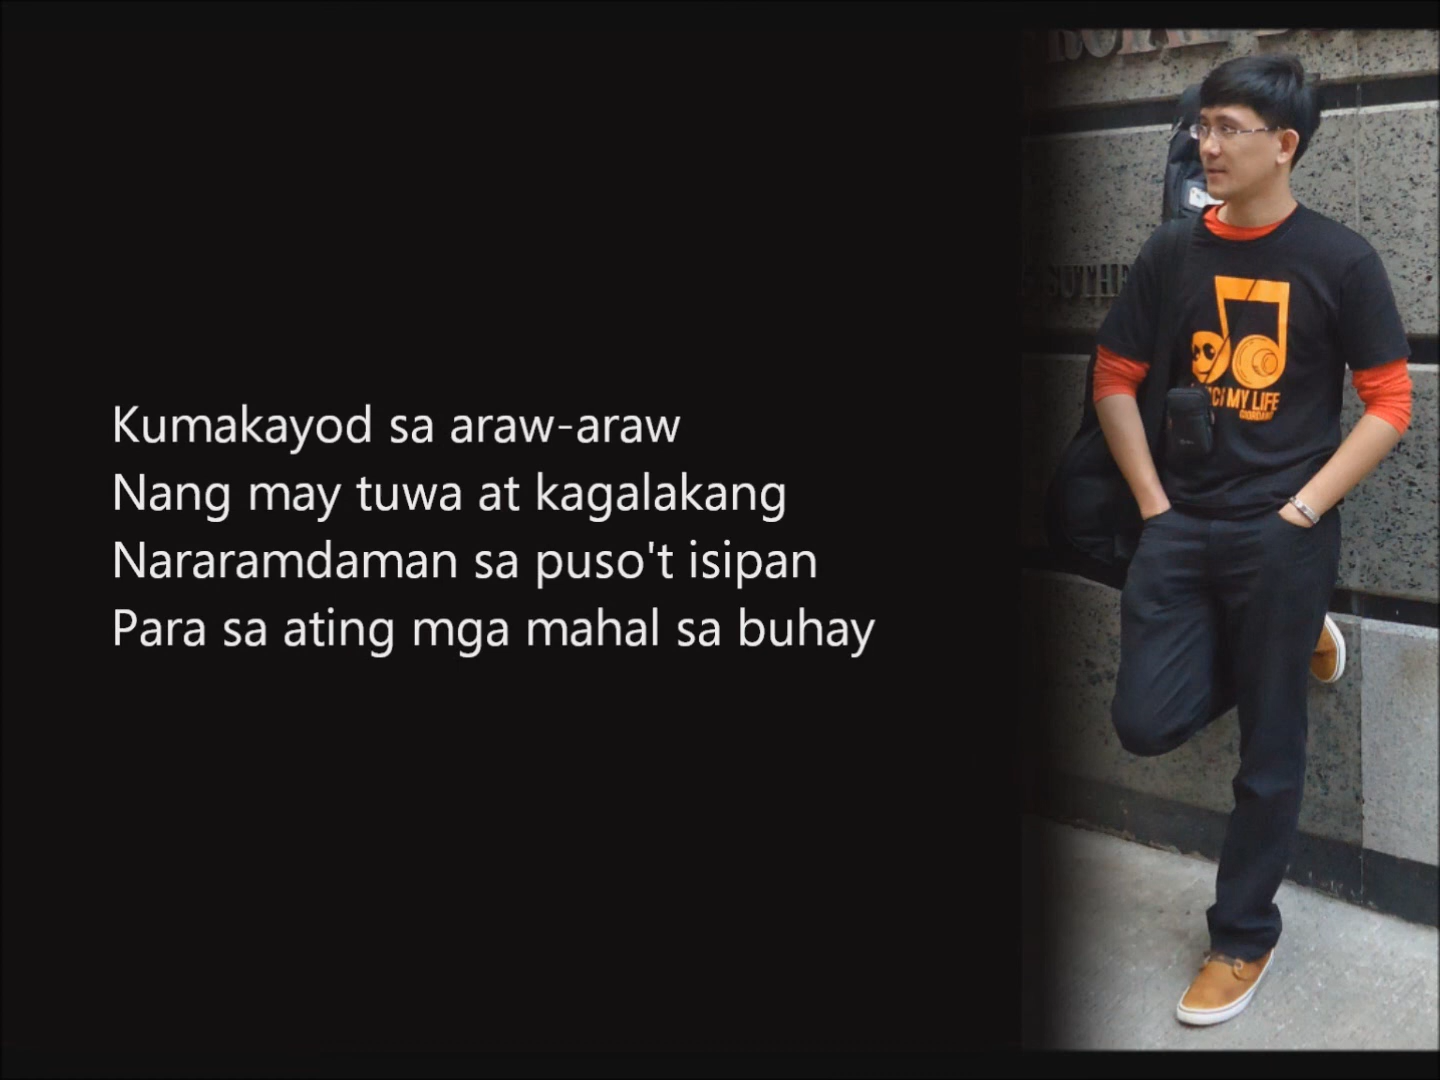 Kumakayod sa araw-araw
Nang may tuwa at kagalakang
Nararamdaman sa puso't isipan
Para sa ating mga mahal sa buhay
MY LIFE
GIORDANO